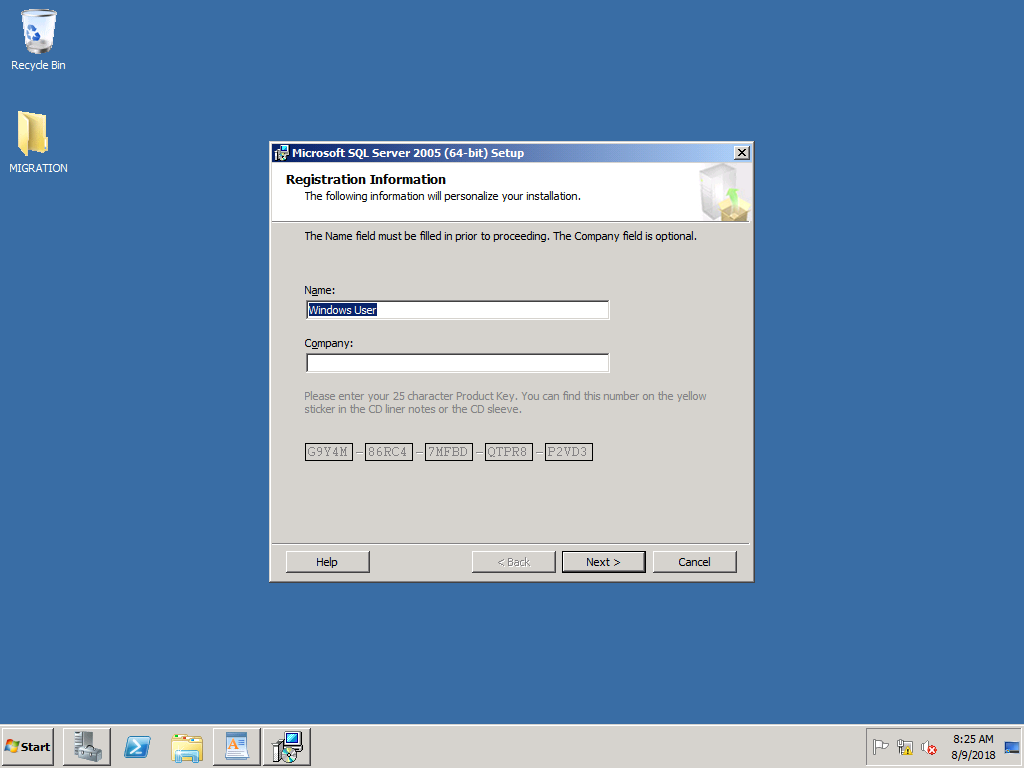 Recycle Bin
MIGRATION
Microsoft SQL Server 2005 (64-bit) Setup
Registration Information
The following information will personalize your installation.
The Name field must be filled in prior to proceeding. The Company field is optional.
Name:
Windows User
Company:
Please enter your 25 character Product Key. You can find this number on the yellow
sticker in the CD liner notes or the CD sleeve.
G9Y4M - 86RC4 - 7MFBD - QTPR8 - P2VD3
Help
< Back
Next >
Cancel
Start
8:25 AM
8/9/2018